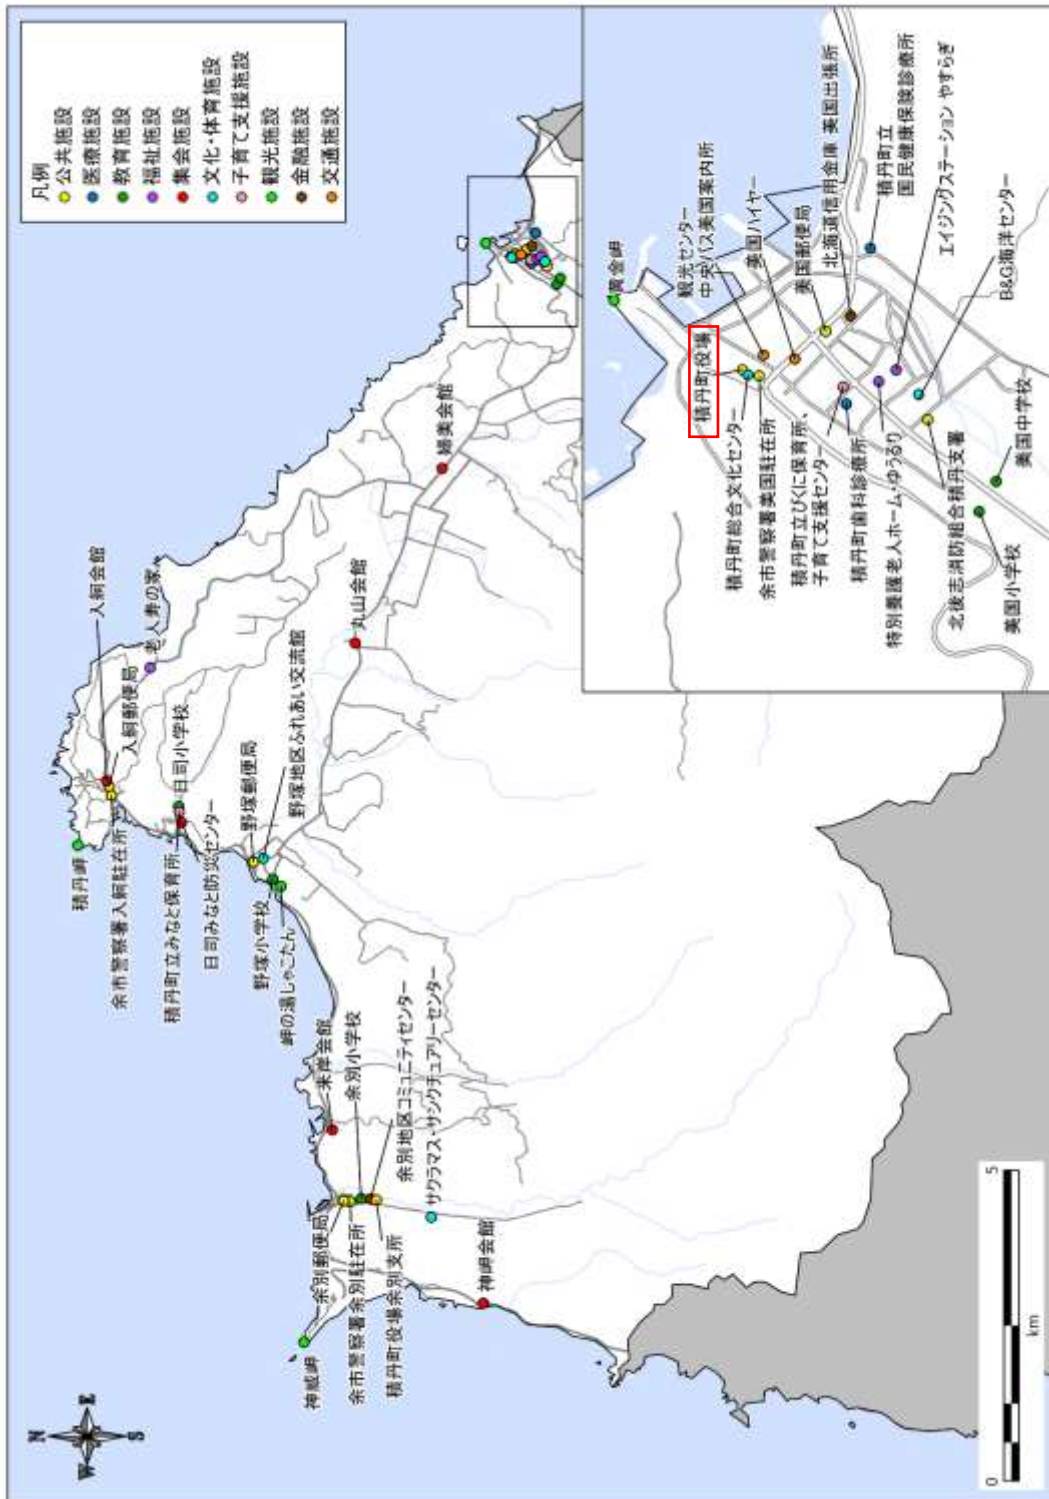 凡例
公共施設
医療施設
教育施設
福祉施設
集会施設
文化・体育施設
子育て支援施設
観光施設
金融施設
交通施設
N
W
E
S
積丹岬
入舸会館
入舸郵便局
余市警察署入舸駐在所
老人寿の家
日司小学校
積丹町立みなと保育所
日司みなと防災センター
野塚郵便局
野塚地区ふれあい交流館
野塚小学校
岬の湯しゃこたん
婦美会館
丸山会館
来岸会館
余別小学校
余別地区コミュニティセンター
サクラマス・サンクチュアリーセンター
神威岬
余別郵便局
余市警察署余別駐在所
積丹町役場余別支所
神岬会館
黄金岬
観光センター
中央バス美国案内所
美国ハイヤー
美国郵便局
北海道信用金庫 美国出張所
積丹町立
国民健康保険診療所
エイジングステーション やすらぎ
B&G海洋センター
積丹町役場
積丹町総合文化センター
余市警察署美国駐在所
積丹町立びくに保育所、
子育て支援センター
積丹町歯科診療所
特別養護老人ホーム・ゆうるり
北後志消防組合積丹支署
美国小学校
美国中学校
0
5
km